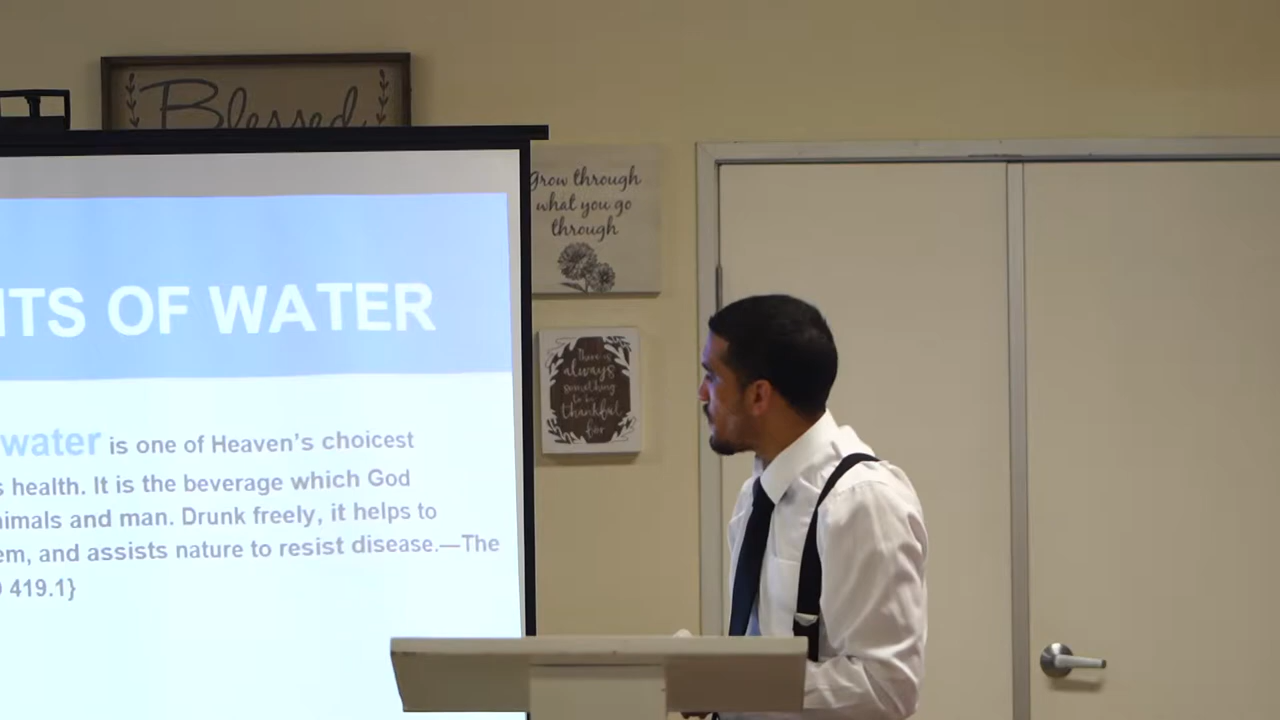 Blessed
Grow through
what you go
through
ITS OF WATER
There is
always
something
to be
thankful
for
water is one of Heaven's choicest
s health. It is the beverage which God
imals and man. Drunk freely, it helps to
em, and assists nature to resist disease.—The
419.1}